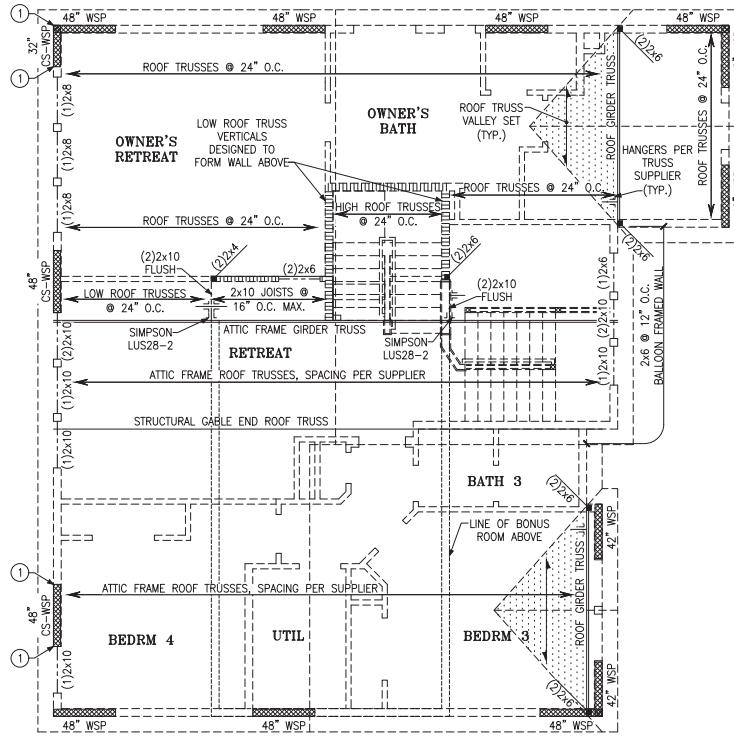 1
48" WSP
48" WSP
48" WSP
48" WSP
32"
CS-WSP
1
(2)2x6
ROOF TRUSSES @ 24" O.C.
ROOF GIRDER TRUSS
ROOF TRUSSES @ 24" O.C.
(1)2x8
LOW ROOF TRUSS
VERTICALS
DESIGNED TO
FORM WALL ABOVE
OWNER'S
BATH
ROOF TRUSS
VALLEY SET
(TYP.)
OWNER'S
RETREAT
(1)2x8
HANGERS PER
TRUSS
SUPPLIER
(TYP.)
ROOF TRUSSES @ 24" O.C.
(1)2x8
HIGH ROOF TRUSSES
@ 24" O.C.
ROOF TRUSSES @ 24" O.C.
(2)2x6
48"
CS-WSP
(2)2x10
FLUSH
(2)2x4
(2)2x6
(2)2x6
(2)2x10
FLUSH
(1)2x6
LOW ROOF TRUSSES
@ 24" O.C.
2x10 JOISTS @
16" O.C. MAX.
2x6 @ 12" O.C.
BALLOON FRAMED WALL
SIMPSON
LUS28-2
ATTIC FRAME GIRDER TRUSS
SIMPSON
LUS28-2
(2)2x10
(2)2x10
RETREAT
(1)2x10
(1)2x10
ATTIC FRAME ROOF TRUSSES, SPACING PER SUPPLIER
STRUCTURAL GABLE END ROOF TRUSS
(1)2x10
BATH 3
(2)2x6
LINE OF BONUS
ROOM ABOVE
42" WSP
ROOF GIRDER TRUSS
1
48"
CS-WSP
ATTIC FRAME ROOF TRUSSES, SPACING PER SUPPLIER
BEDRM 4
UTIL
BEDRM 3
1
(1)2x10
(2)2x6
42" WSP
48" WSP
48" WSP
48" WSP